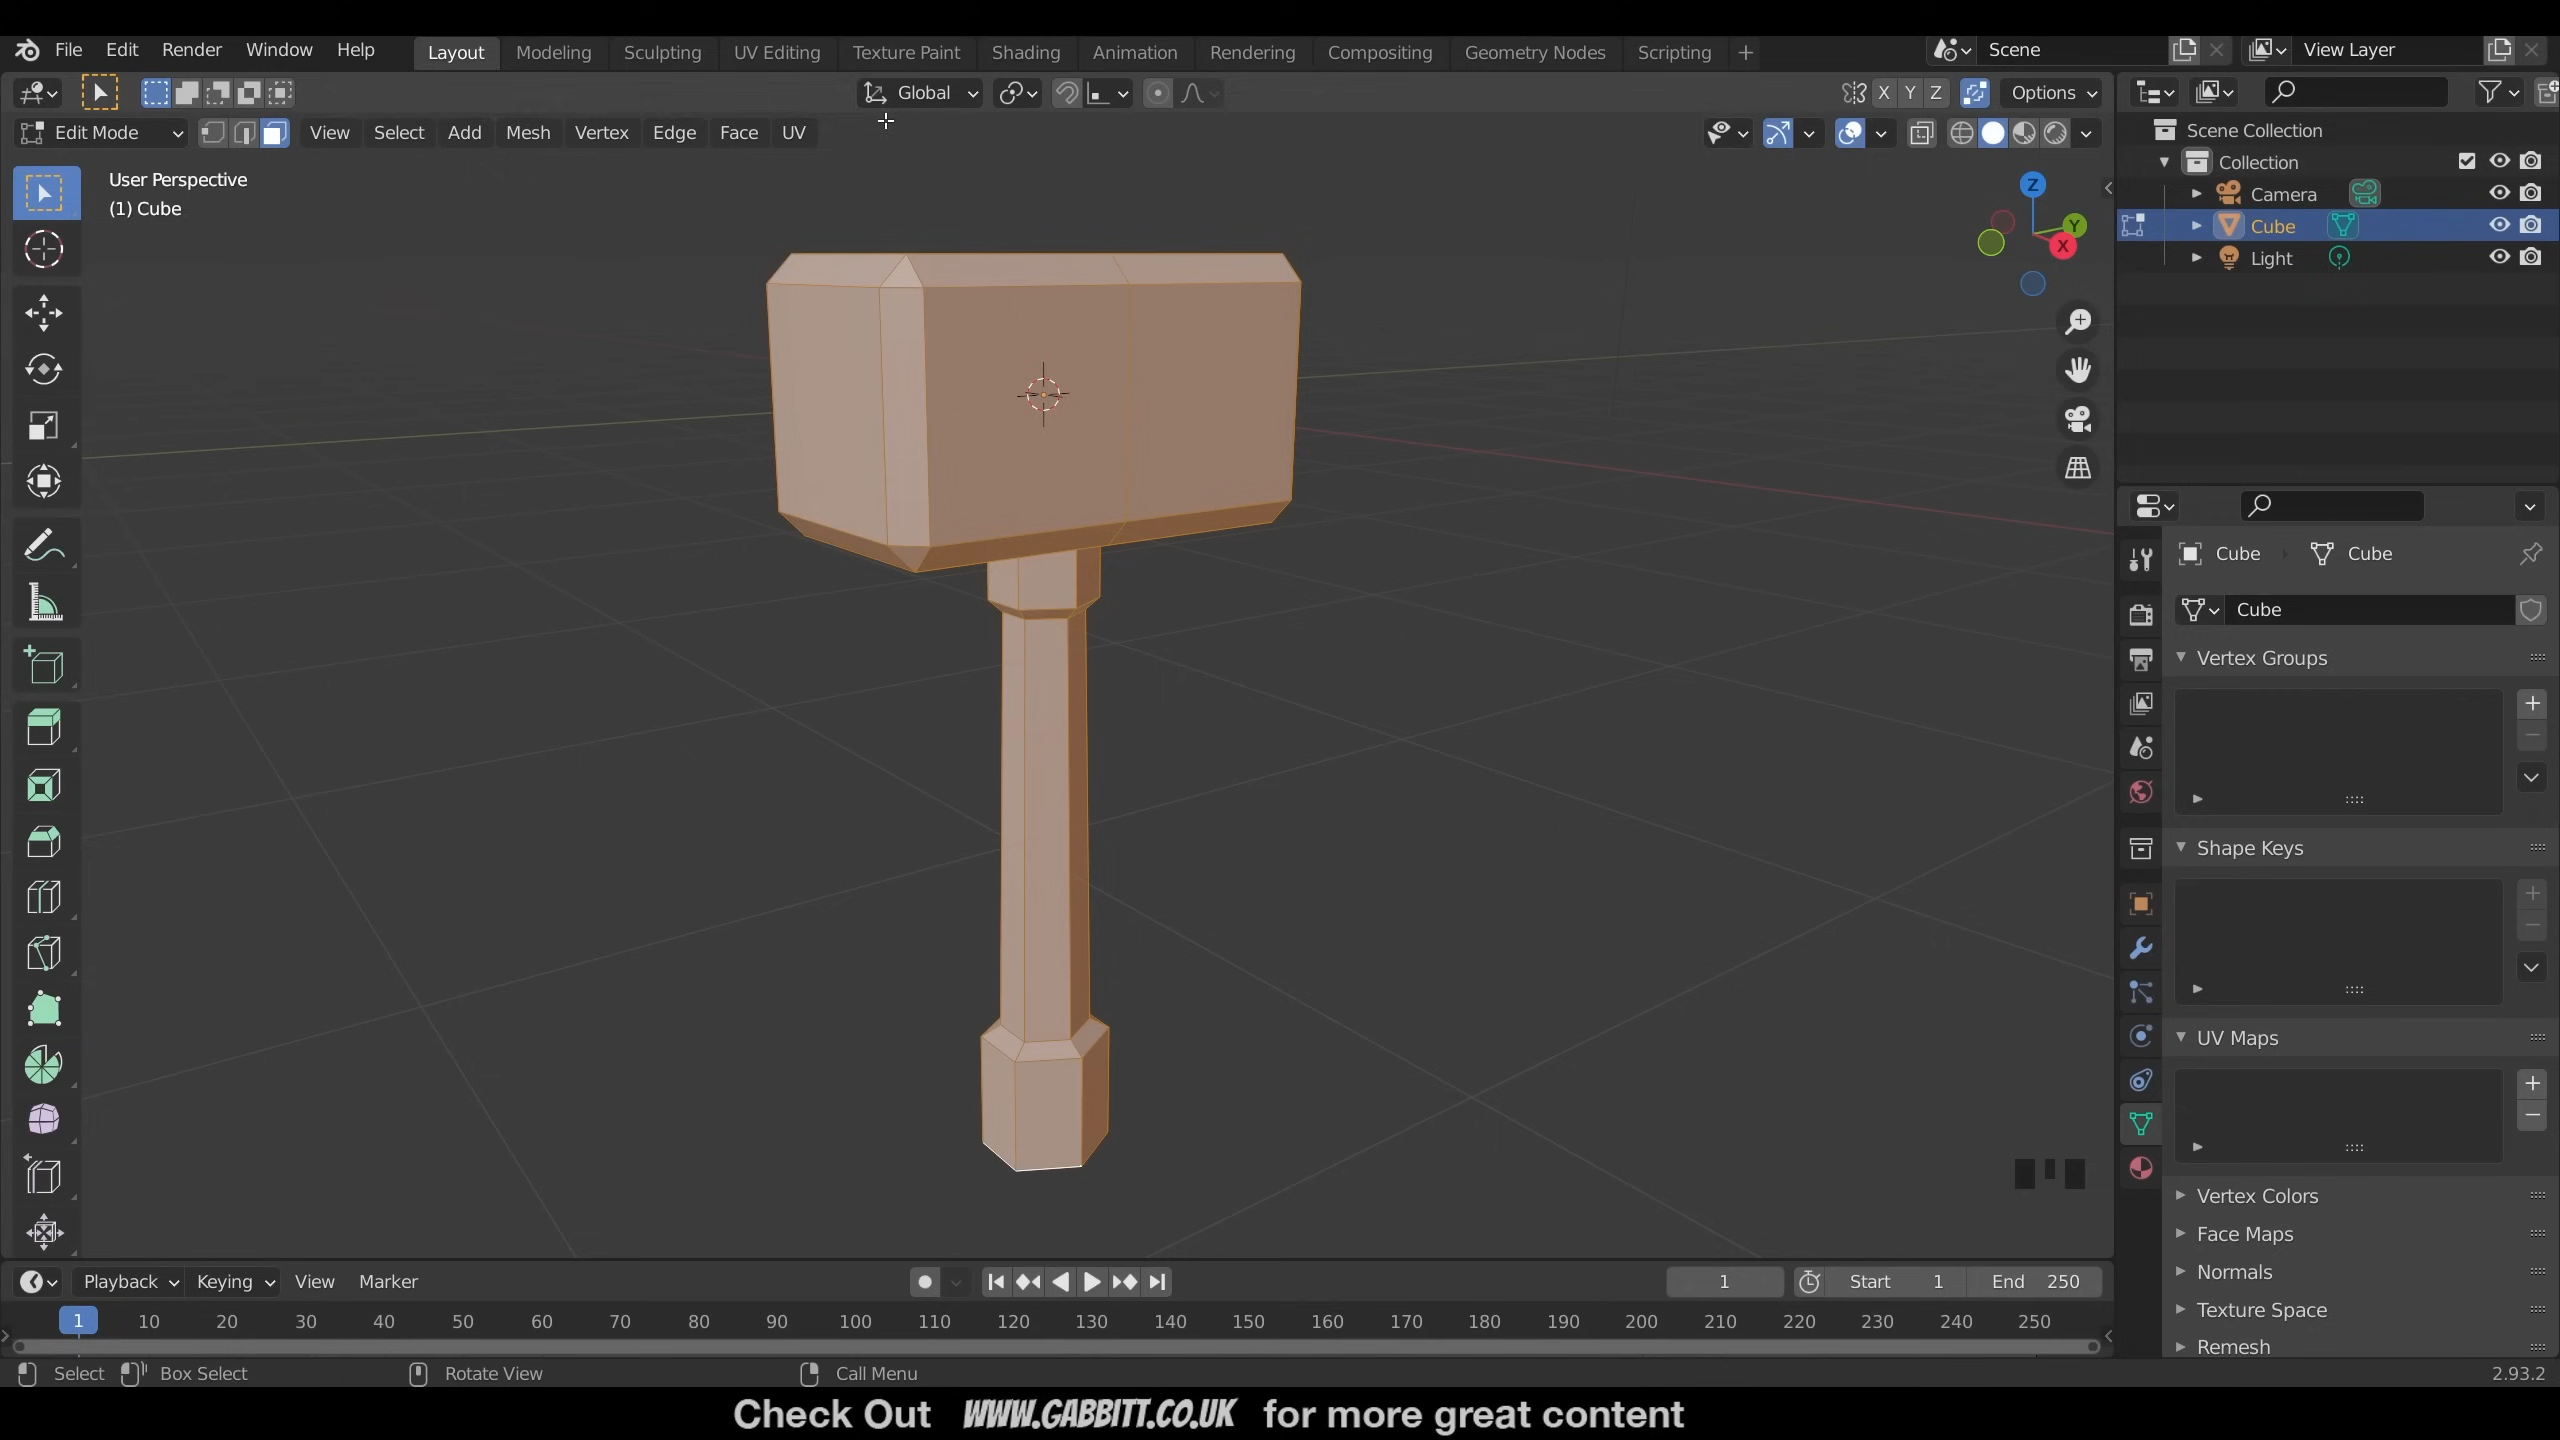 File Edit Render Window Help Layout Modeling Sculpting UV Editing Texture Paint Shading Animation Rendering Compositing Geometry Nodes Scripting + Scene View Layer
Global X Y Z Options
Edit Mode View Select Add Mesh Vertex Edge Face UV
Scene Collection
Collection
Camera
Cube
Light
User Perspective
(1) Cube
Z
Y
X
Cube Cube
Cube
Vertex Groups
Shape Keys
UV Maps
Vertex Colors
Face Maps
Normals
Texture Space
Remesh
Playback Keying View Marker 1 Start 1 End 250
1 10 20 30 40 50 60 70 80 90 100 110 120 130 140 150 160 170 180 190 200 210 220 230 240 250
Select Box Select Rotate View Call Menu 2.93.2
Check Out WWW.GABBITT.CO.UK for more great content